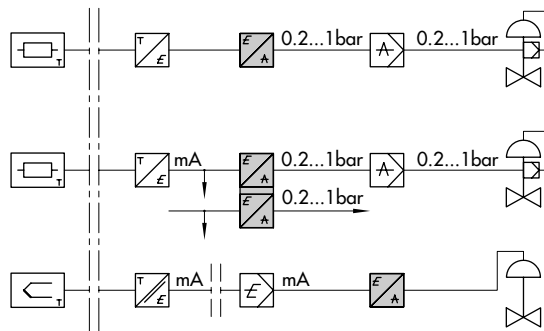 T T E E A 0.2...1bar A 0.2...1bar
T T E mA E A 0.2...1bar A 0.2...1bar
E A 0.2...1bar
T T E mA E mA E A